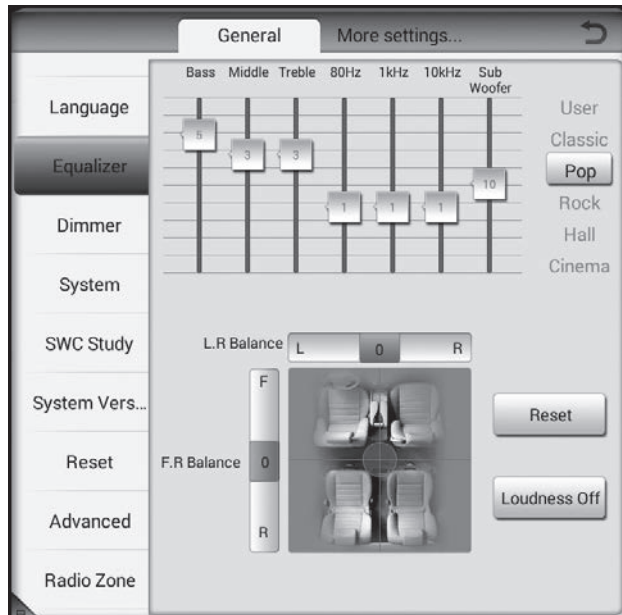 General
More settings...
Language
Equalizer
Dimmer
System
SWC Study
System Vers...
Reset
Advanced
Radio Zone
Bass Middle Treble 80Hz 1kHz 10kHz Sub
Woofer
5
3
3
1
1
1
10
User
Classic
Pop
Rock
Hall
Cinema
L.R Balance
L 0 R
F.R Balance
F
0
R
Reset
Loudness Off